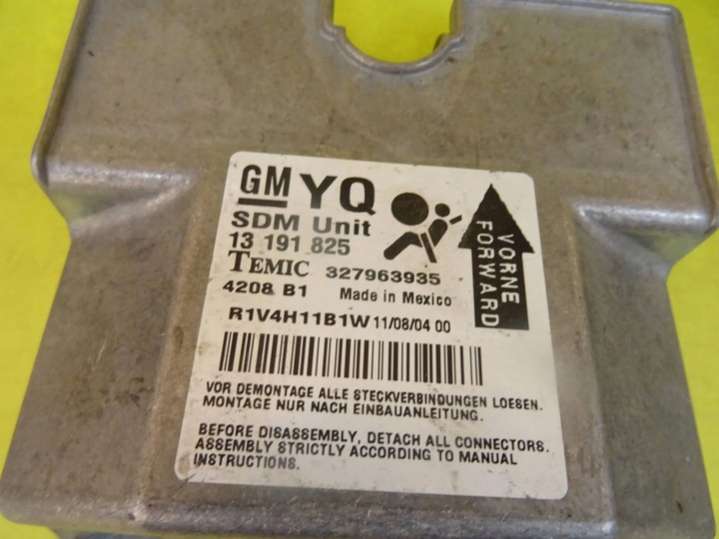 GM YQ
SDM Unit
13 191 825
TEMIC 327963935
4208 B1 Made in Mexico
R1V4H11B1W 11/08/04 00
VORNE
FORWARD
VOR DEMONTAGE ALLE STECKVERBINDUNGEN LOESEN.
MONTAGE NUR NACH EINBAUANLEITUNG.
BEFORE DISASSEMBLY, DETACH ALL CONNECTORS.
ASSEMBLY STRICTLY ACCORDING TO MANUAL
INSTRUCTIONS.